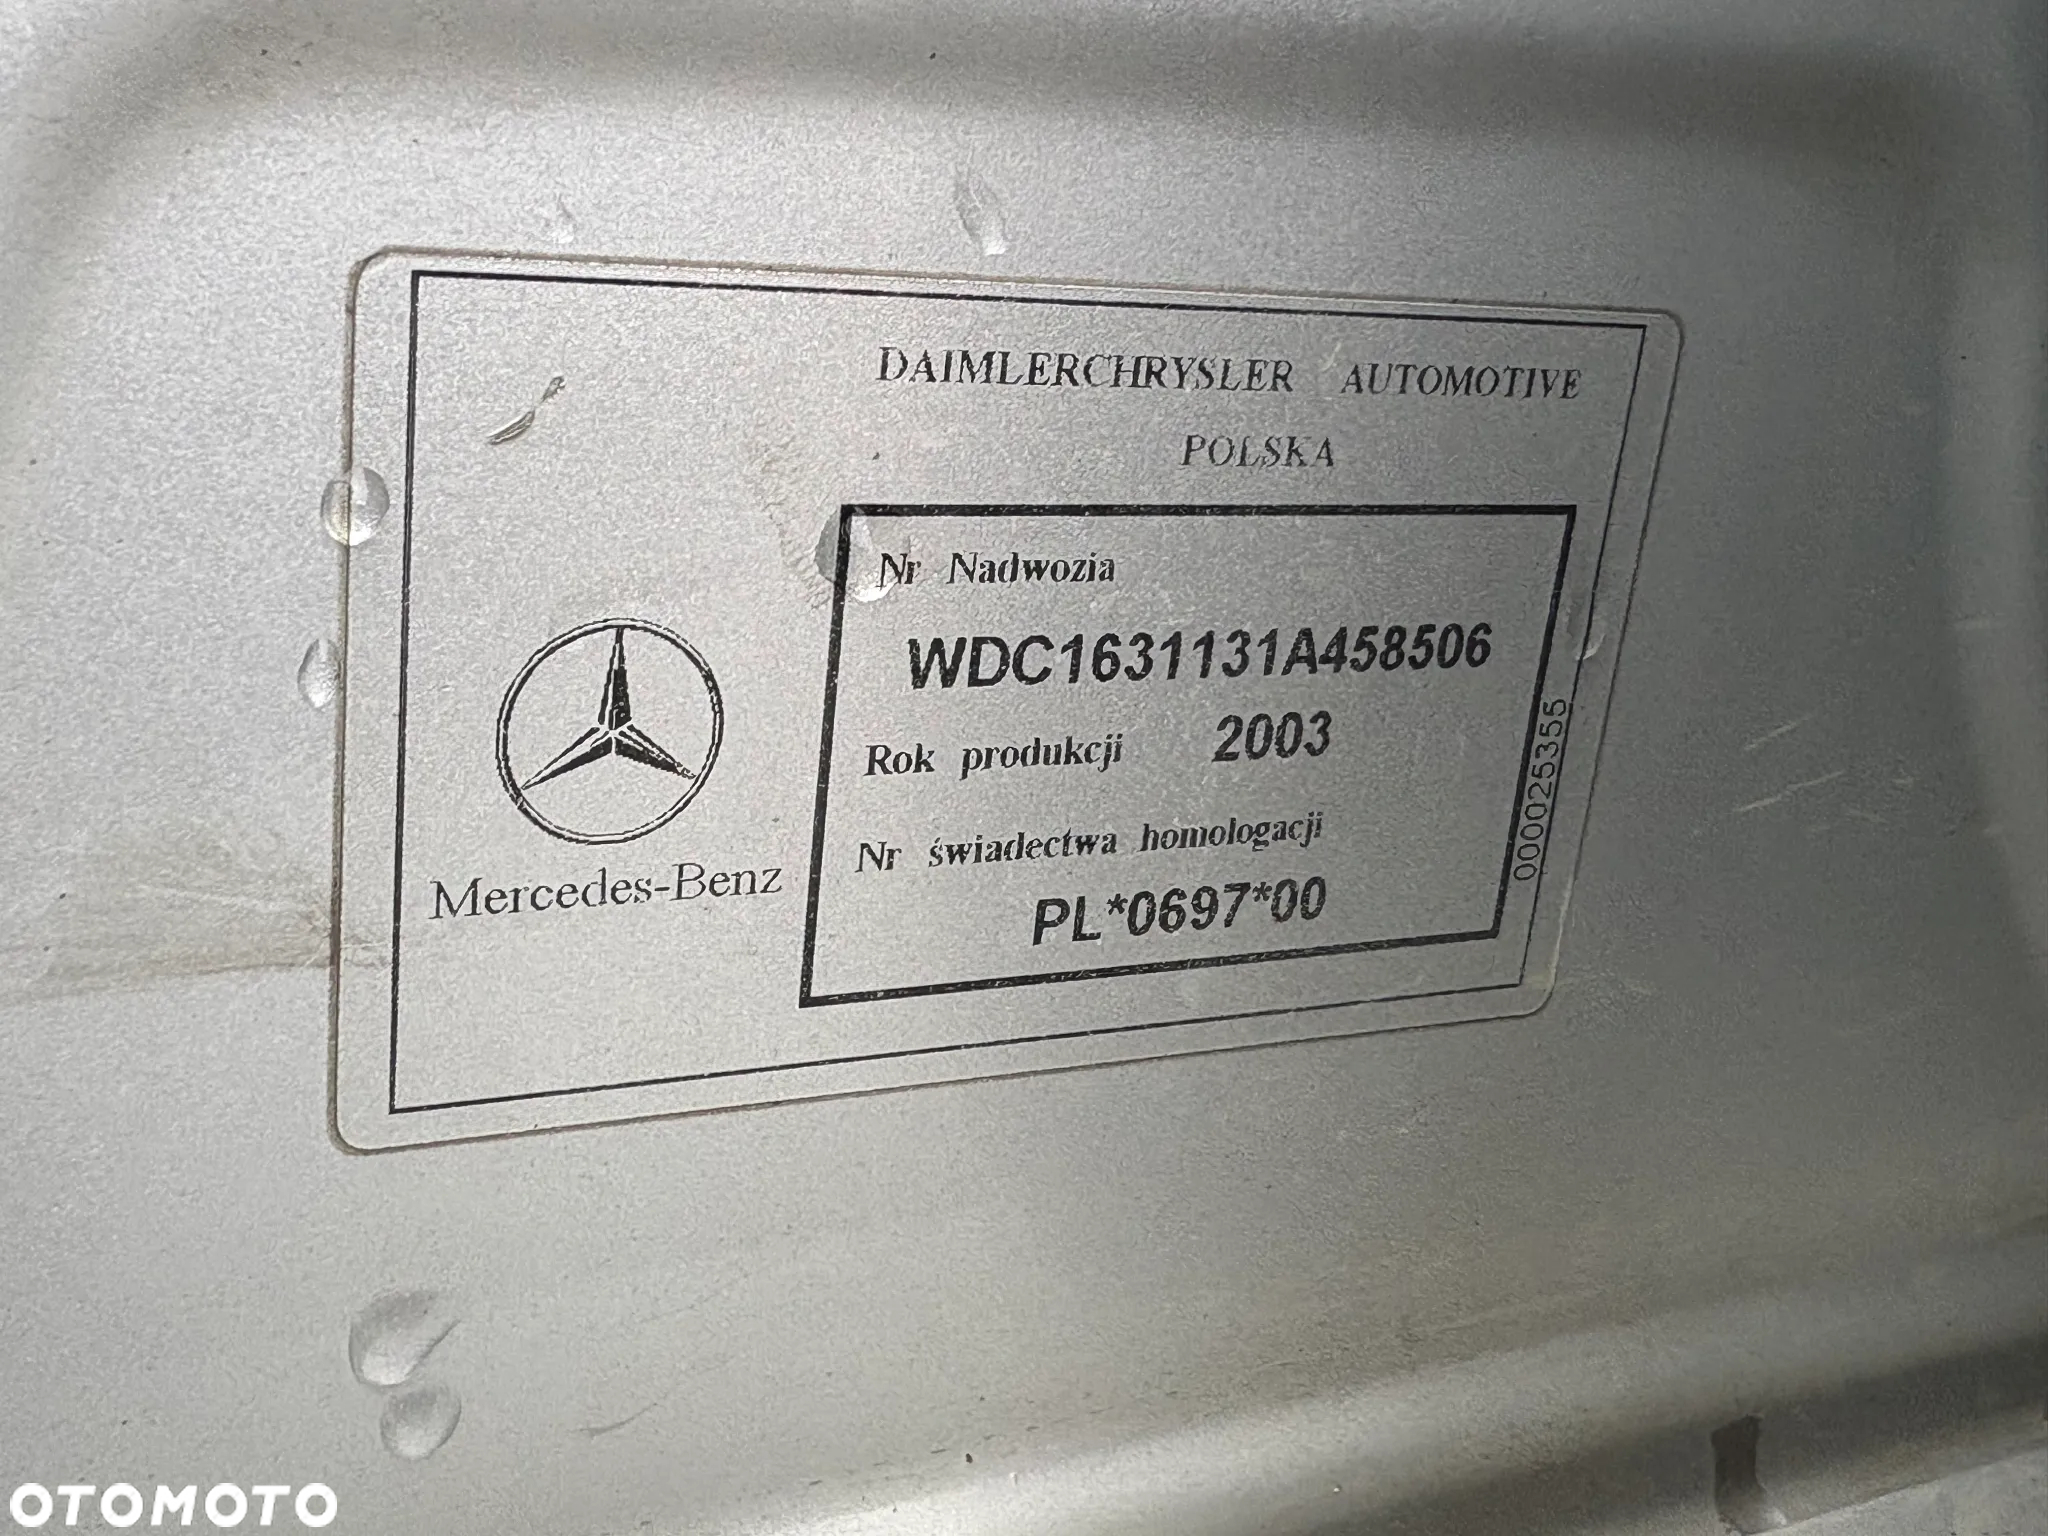 DAIMLERCHRYSLER AUTOMOTIVE
POLSKA
Nr Nadwozia
WDC1631131A458506
Rok produkcji 2003
Nr świadectwa homologacji
PL*0697*00
0000025355
Mercedes-Benz
OTOMOTO